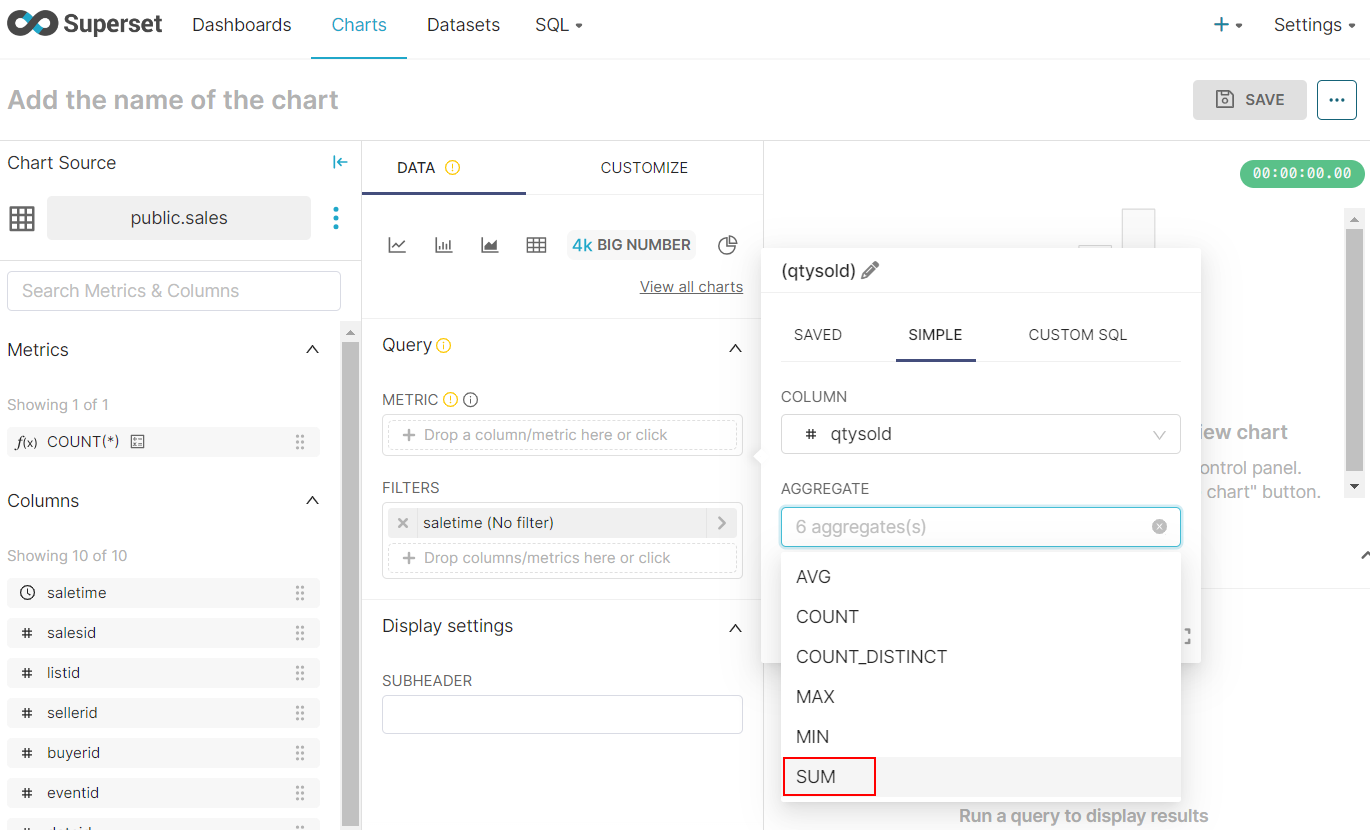 Superset Dashboards Charts Datasets SQL + Settings
Add the name of the chart
SAVE ...
Chart Source
public.sales
Search Metrics & Columns
Metrics
Showing 1 of 1
f(x) COUNT(*)
Columns
Showing 10 of 10
saletime
# salesid
# listid
# sellerid
# buyerid
# eventid
DATA CUSTOMIZE
4k BIG NUMBER
View all charts
Query
METRIC
+ Drop a column/metric here or click
FILTERS
saletime (No filter)
+ Drop columns/metrics here or click
Display settings
SUBHEADER
00:00:00.00
(qtysold)
SAVED SIMPLE CUSTOM SQL
COLUMN
# qtysold
AGGREGATE
6 aggregates(s)
AVG
COUNT
COUNT_DISTINCT
MAX
MIN
SUM
chart
ontrol panel.
chart" button.
Run a query to display results